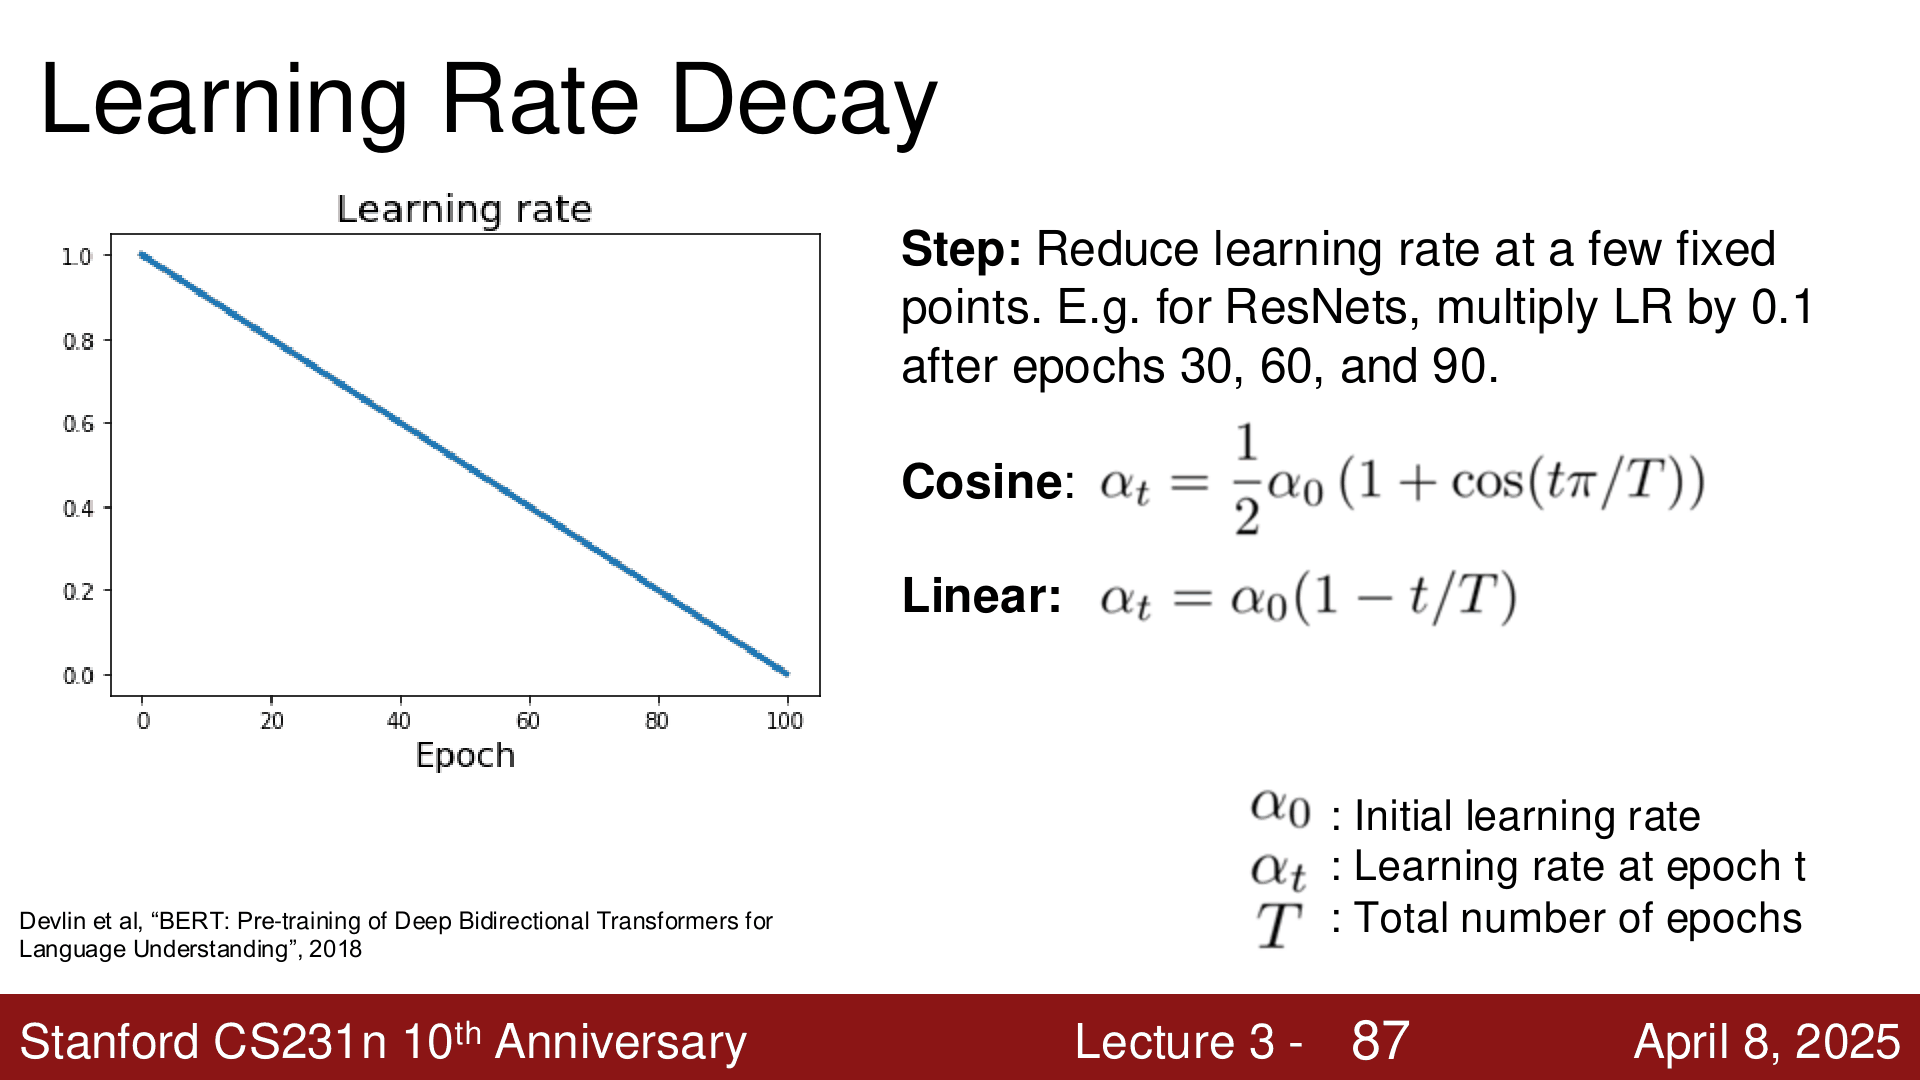 Learning Rate Decay
Learning rate
1.0
0.8
0.6
0.4
0.2
0.0
0 20 40 60 80 100
Epoch
Step: Reduce learning rate at a few fixed
points. E.g. for ResNets, multiply LR by 0.1
after epochs 30, 60, and 90.
Cosine: αₜ = 1/2 α₀ (1 + cos(tπ/T))
Linear: αₜ = α₀(1 − t/T)
α₀ : Initial learning rate
αₜ : Learning rate at epoch t
T : Total number of epochs
Devlin et al, “BERT: Pre-training of Deep Bidirectional Transformers for
Language Understanding”, 2018
Stanford CS231n 10th Anniversary
Lecture 3 - 87
April 8, 2025